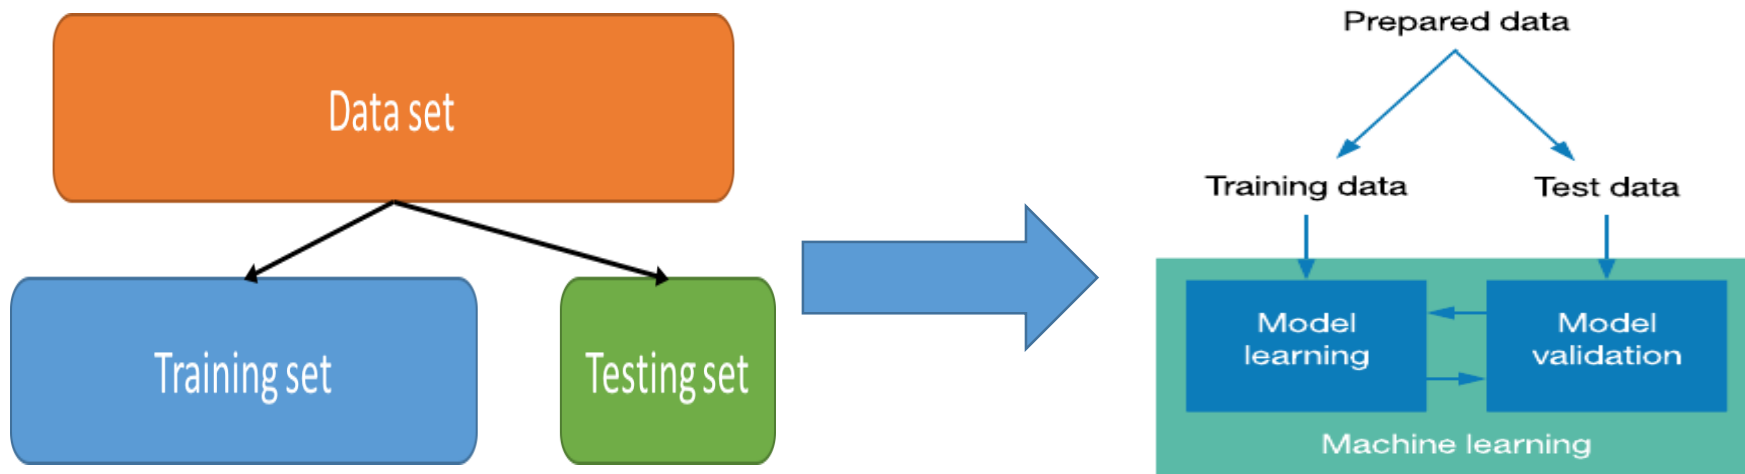 Data set
Training set
Testing set
Prepared data
Training data
Test data
Model
learning
Model
validation
Machine learning